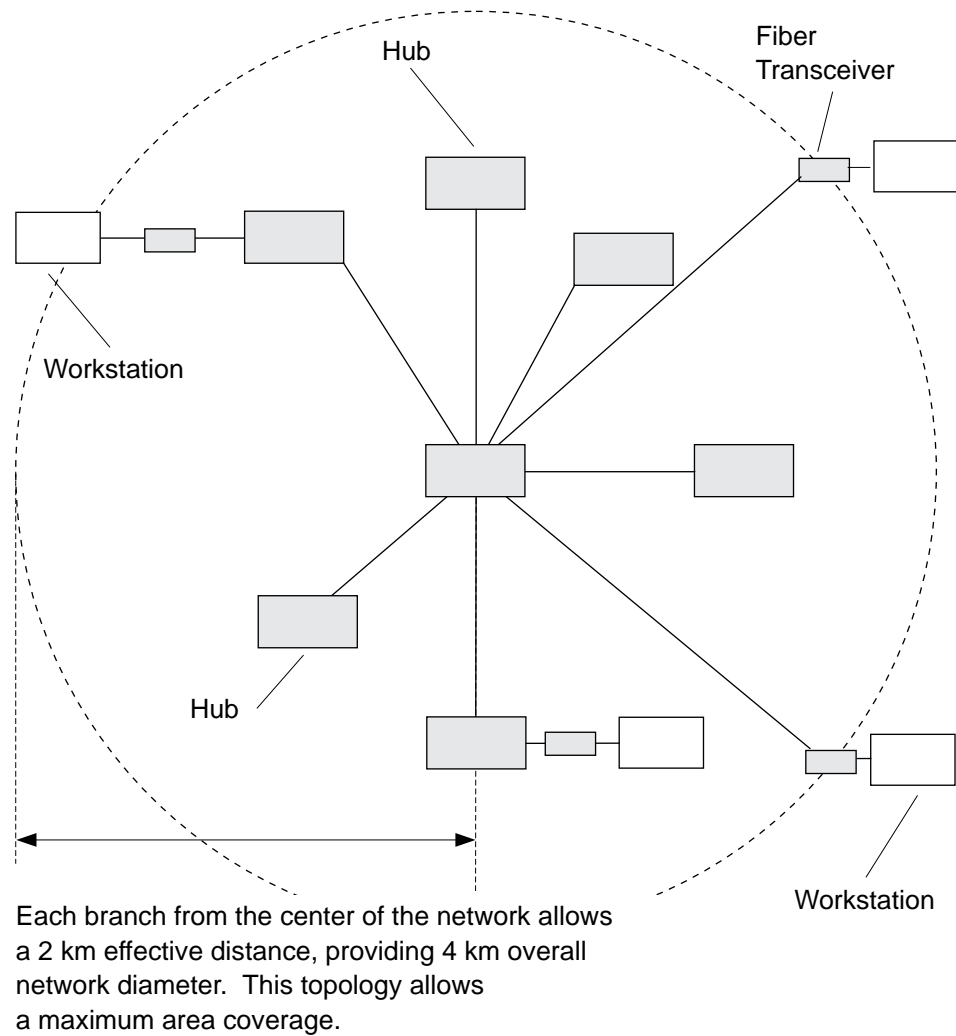 Hub
Fiber
Transceiver
Workstation
Hub
Workstation
Each branch from the center of the network allows
a 2 km effective distance, providing 4 km overall
network diameter.  This topology allows
a maximum area coverage.